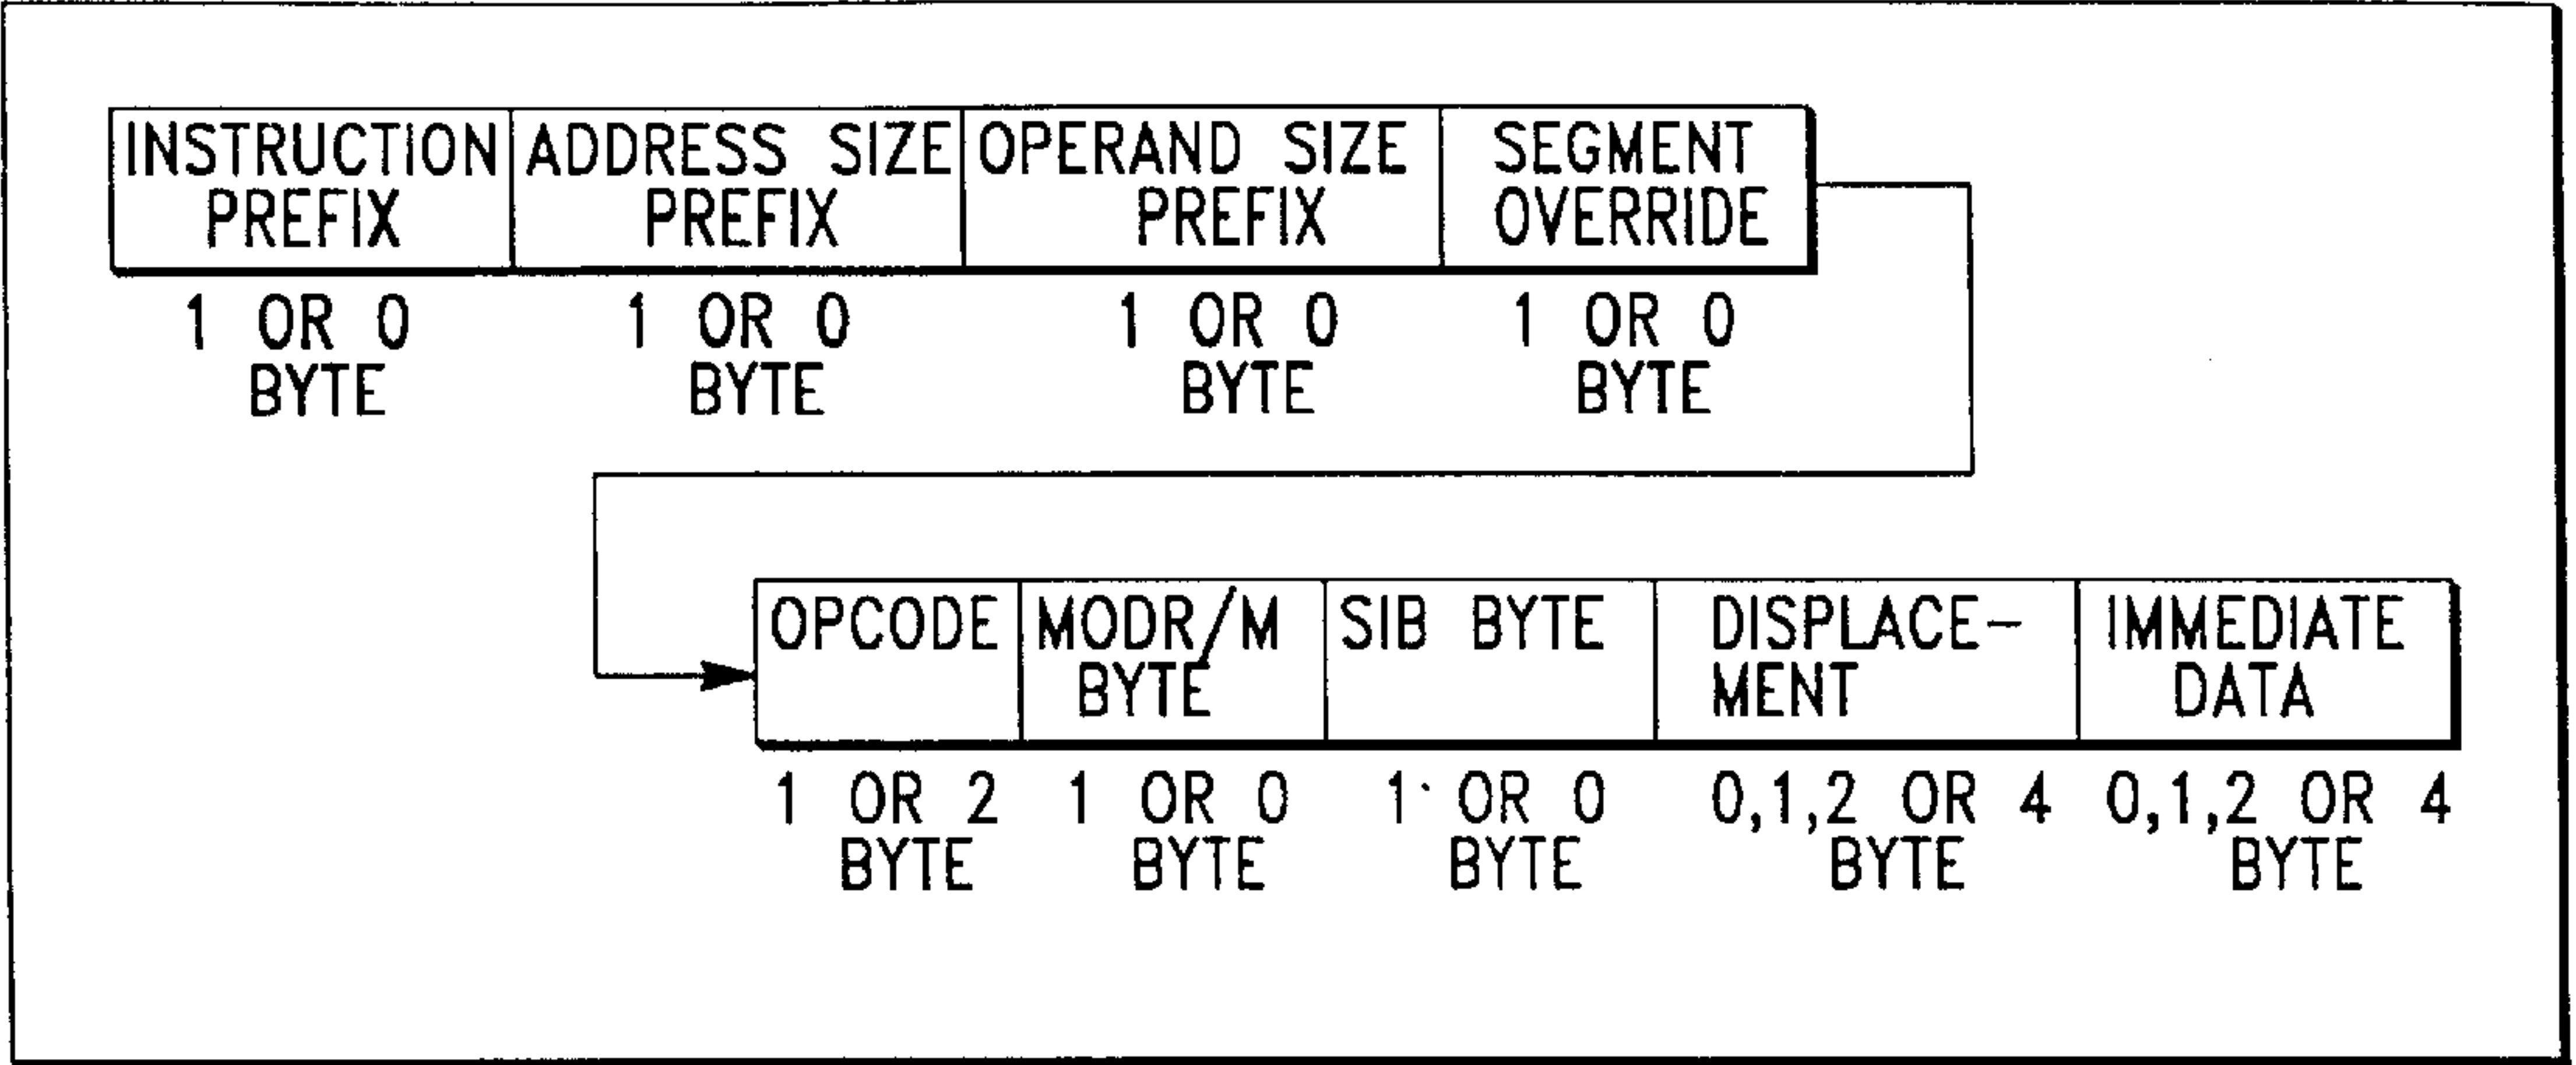 INSTRUCTION PREFIX
ADDRESS SIZE PREFIX
OPERAND SIZE PREFIX
SEGMENT OVERRIDE
1 OR 0 BYTE
1 OR 0 BYTE
1 OR 0 BYTE
1 OR 0 BYTE
OPCODE
MODR/M BYTE
SIB BYTE
DISPLACE-
MENT
IMMEDIATE DATA
1 OR 2 BYTE
1 OR 0 BYTE
1 OR 0 BYTE
0,1,2 OR 4 BYTE
0,1,2 OR 4 BYTE